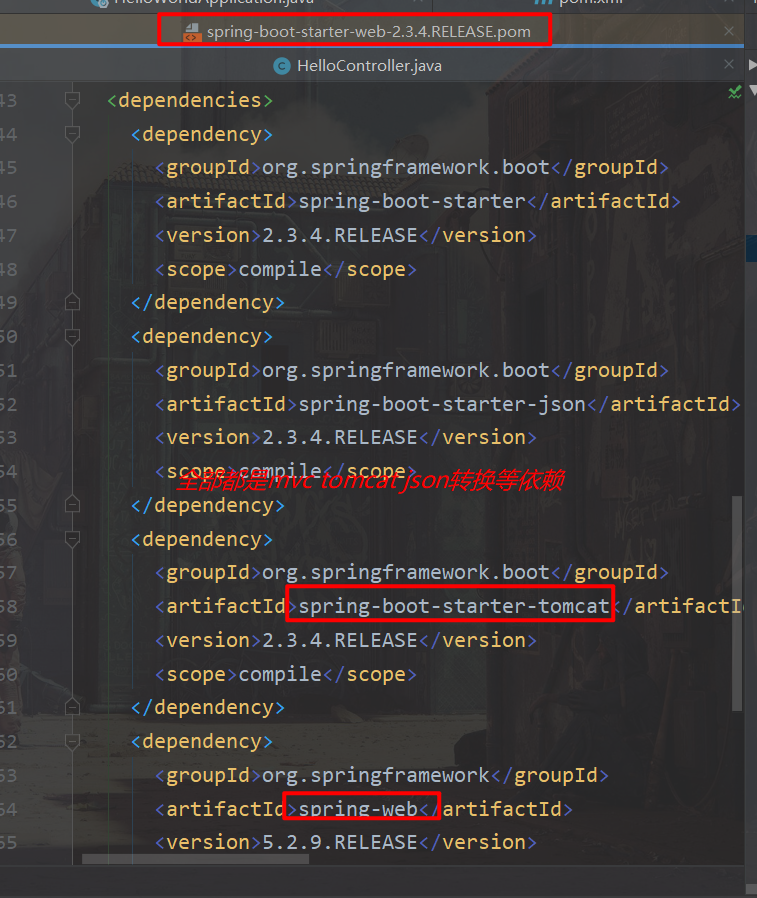 HelloWorldApplication.java
pom.xml
spring-boot-starter-web-2.3.4.RELEASE.pom
HelloController.java
43 <dependencies>
44 <dependency>
45 <groupId>org.springframework.boot</groupId>
46 <artifactId>spring-boot-starter</artifactId>
47 <version>2.3.4.RELEASE</version>
48 <scope>compile</scope>
49 </dependency>
50 <dependency>
51 <groupId>org.springframework.boot</groupId>
52 <artifactId>spring-boot-starter-json</artifactId>
53 <version>2.3.4.RELEASE</version>
54 <scope>compile</scope>
全部都是mvc tomcat json转换等依赖
55 </dependency>
56 <dependency>
57 <groupId>org.springframework.boot</groupId>
58 <artifactId>spring-boot-starter-tomcat</artifactId
59 <version>2.3.4.RELEASE</version>
60 <scope>compile</scope>
61 </dependency>
62 <dependency>
63 <groupId>org.springframework</groupId>
64 <artifactId>spring-web</artifactId>
65 <version>5.2.9.RELEASE</version>